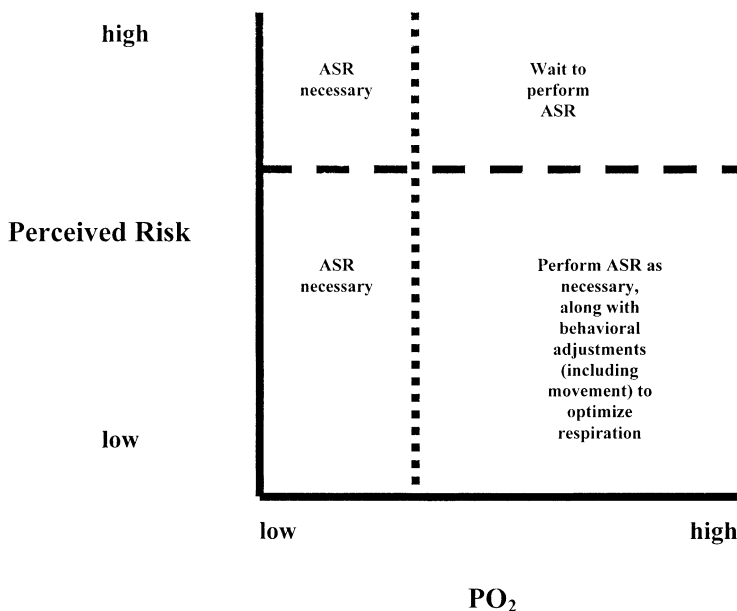 high
ASR
necessary
Wait to
perform
ASR
Perceived Risk
ASR
necessary
Perform ASR as
necessary,
along with
behavioral
adjustments
(including
movement) to
optimize
respiration
low
low
high
PO₂